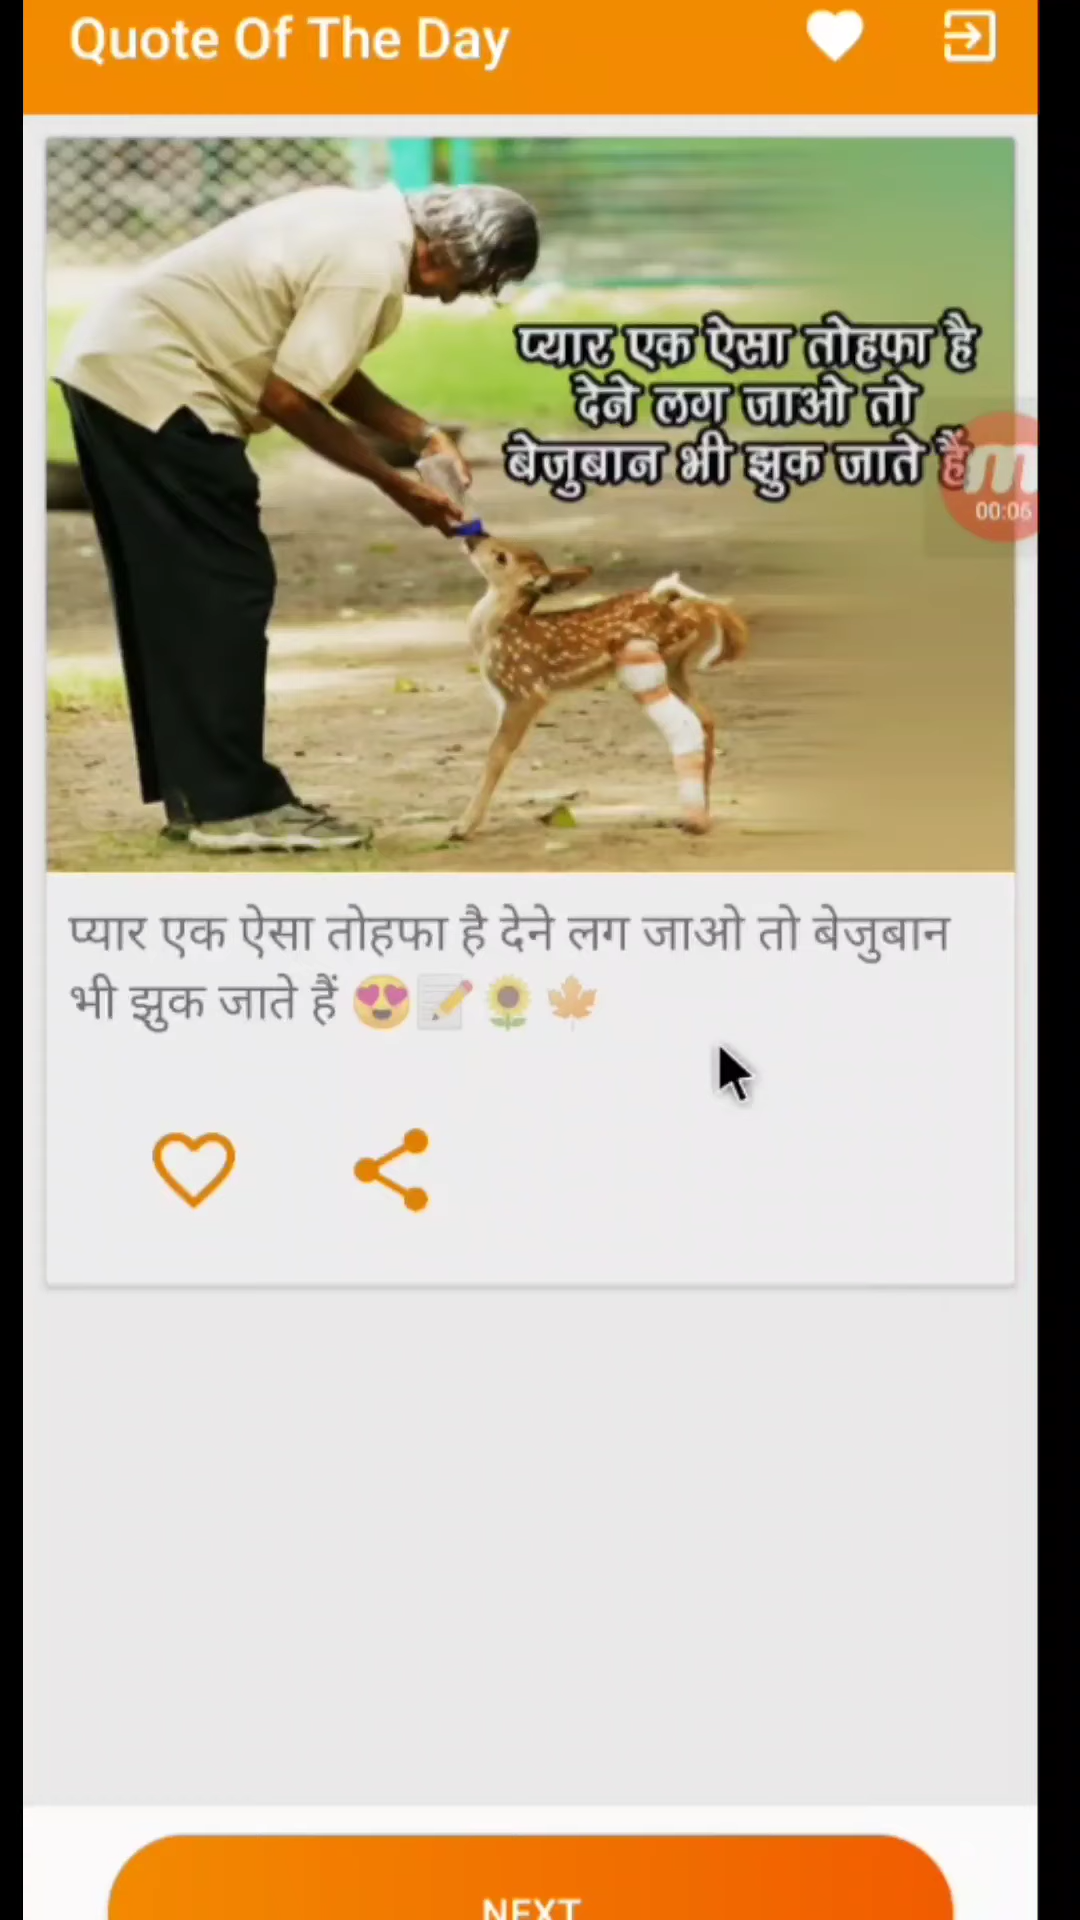 Quote Of The Day
प्यार एक ऐसा तोहफा है
देने लग जाओ तो
बेजुबान भी झुक जाते हैं
00:06
प्यार एक ऐसा तोहफा है देने लग जाओ तो बेजुबान
भी झुक जाते हैं 😍📝🌻🍁
NEXT